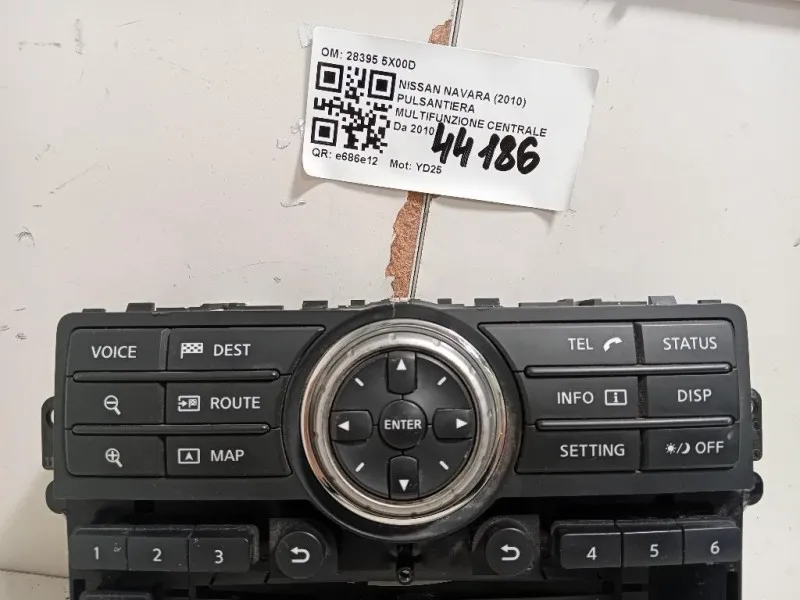 OM: 28395 5X00D
NISSAN NAVARA (2010)
PULSANTIERA
MULTIFUNZIONE CENTRALE
Da 2010
44186
QR: e686e12 Mot: YD25
VOICE DEST TEL STATUS
ROUTE INFO i DISP
ENTER
MAP SETTING OFF
1 2 3 4 5 6